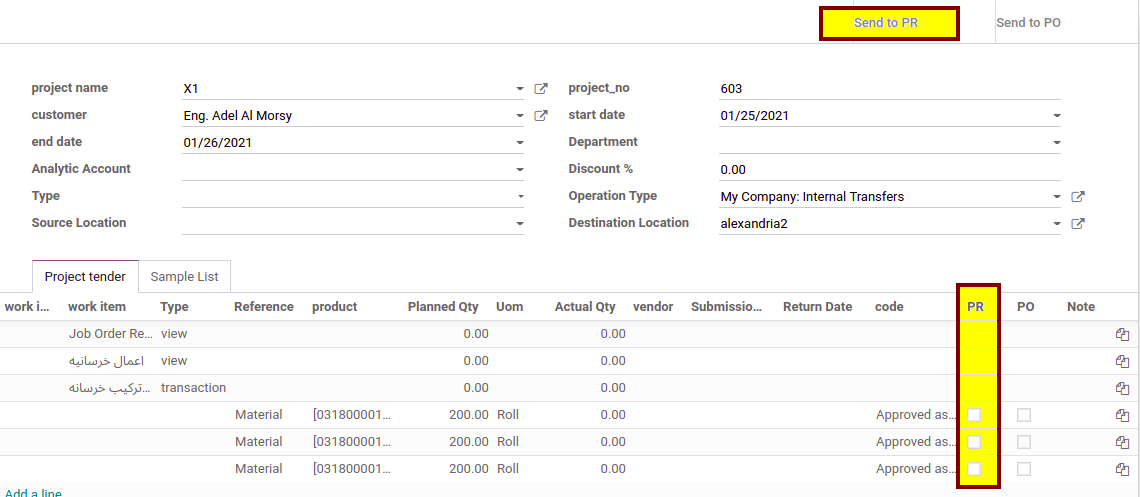 Send to PR Send to PO
project name X1 project_no 603
customer Eng. Adel Al Morsy start date 01/25/2021
end date 01/26/2021 Department
Analytic Account Discount % 0.00
Type Operation Type My Company: Internal Transfers
Source Location Destination Location alexandria2
Project tender Sample List
work i... work item Type Reference product Planned Qty Uom Actual Qty vendor Submissio... Return Date code PR PO Note
Job Order Re... view 0.00 0.00
اعمال خرسانيه view 0.00 0.00
تركيب خرسانه... transaction 0.00 0.00
Material [031800001... 200.00 Roll 0.00 Approved as...
Material [031800001... 200.00 Roll 0.00 Approved as...
Material [031800001... 200.00 Roll 0.00 Approved as...
Add a line